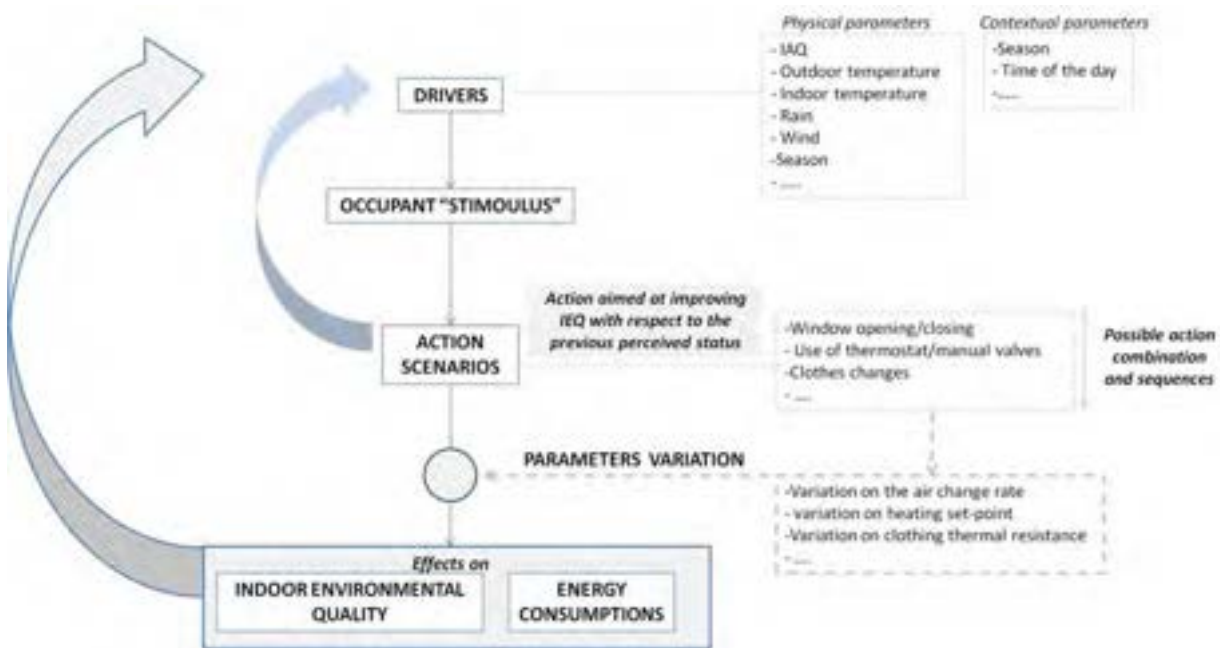 Physical parameters
- IAQ
- Outdoor temperature
- Indoor temperature
- Rain
- Wind
-Season
- .....
Contextual parameters
-Season
- Time of the day
-.....
DRIVERS
OCCUPANT "STIMOULUS"
ACTION
SCENARIOS
Action aimed at improving
IEQ with respect to the
previous perceived status
-Window opening/closing
- Use of thermostat/manual valves
-Clothes changes
- ....
Possible action
combination
and sequences
PARAMETERS VARIATION
-Variation on the air change rate
- variation on heating set-point
-Variation on clothing thermal resistance
- .....
Effects on
INDOOR ENVIRONMENTAL
QUALITY
ENERGY
CONSUMPTIONS